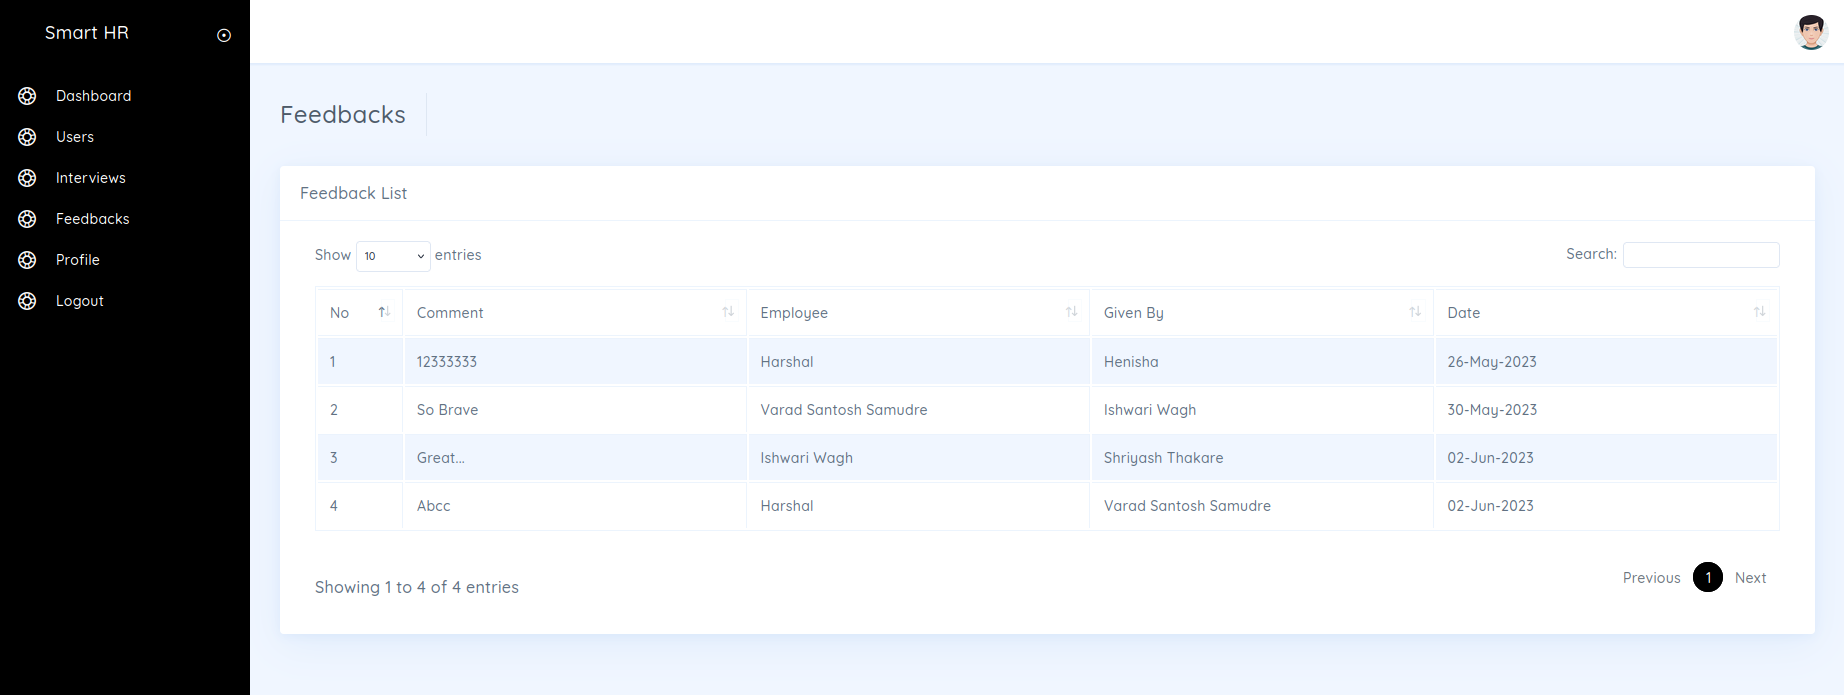 Smart HR
Dashboard
Users
Interviews
Feedbacks
Profile
Logout
Feedbacks
Feedback List
Show 10 entries
Search:
No Comment Employee Given By Date
1 12333333 Harshal Henisha 26-May-2023
2 So Brave Varad Santosh Samudre Ishwari Wagh 30-May-2023
3 Great... Ishwari Wagh Shriyash Thakare 02-Jun-2023
4 Abcc Harshal Varad Santosh Samudre 02-Jun-2023
Showing 1 to 4 of 4 entries
Previous 1 Next